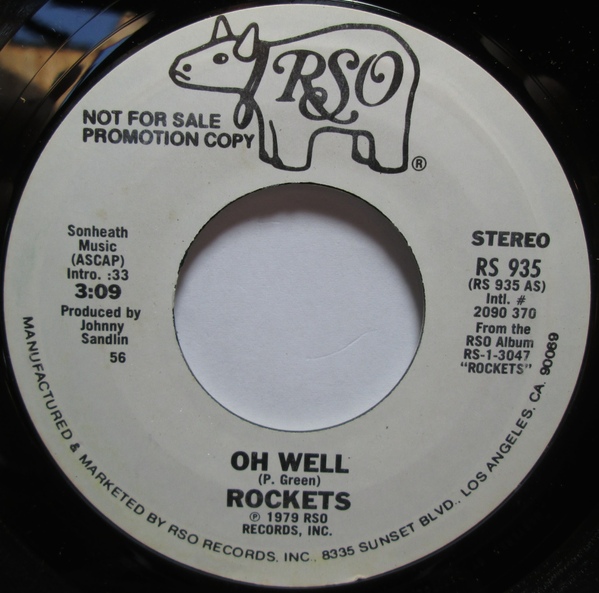 RSO
®
NOT FOR SALE
PROMOTION COPY
Sonheath
Music
(ASCAP)
Intro. :33
3:09
Produced by
Johnny
Sandlin
56
STEREO
RS 935
(RS 935 AS)
Intl. #
2090 370
From the
RSO Album
RS-1-3047
"ROCKETS"
OH WELL
(P. Green)
ROCKETS
℗ 1979 RSO
RECORDS, INC.
MANUFACTURED & MARKETED BY RSO RECORDS, INC. 8335 SUNSET BLVD., LOS ANGELES, CA. 90069